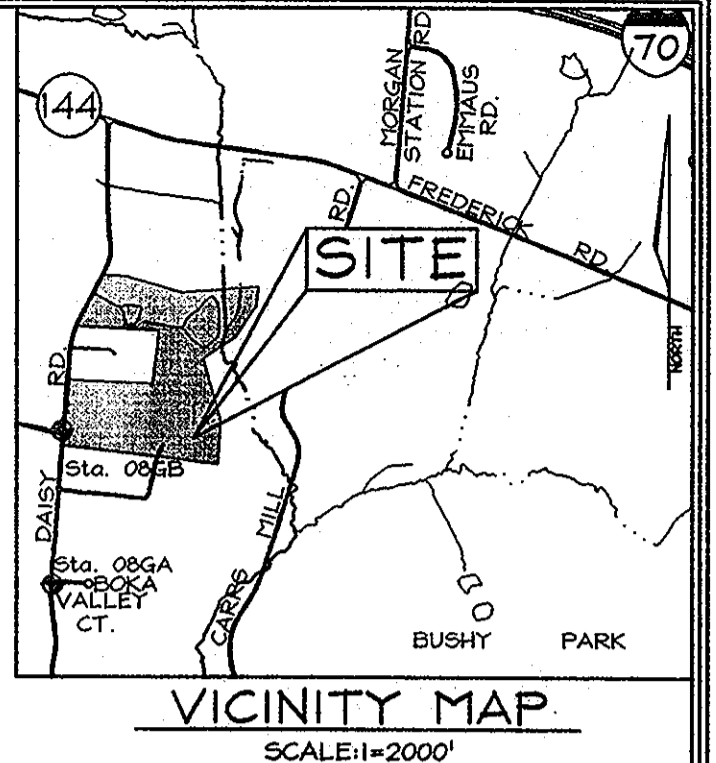 70
144
MORGAN
STATION RD
EMMAUS
RD.
FREDERICK
RD.
RD.
SITE
NORTH
RD.
DAISY
Sta. 08GB
Sta. 08GA
BOKA
VALLEY
CT.
CARRS
MILL
BUSHY PARK
VICINITY MAP
SCALE:1=2000'